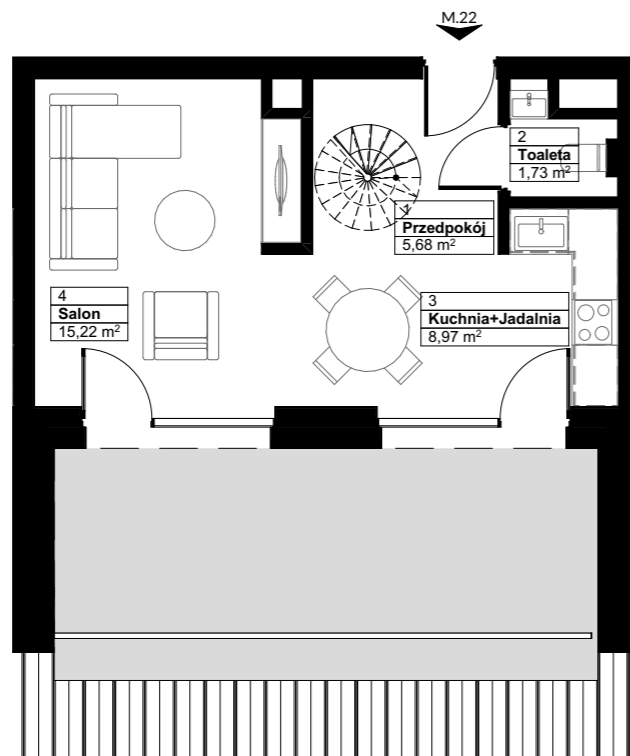 M.22
2
Toaleta
1,73 m²
1
Przedpokój
5,68 m²
4
Salon
15,22 m²
3
Kuchnia+Jadalnia
8,97 m²